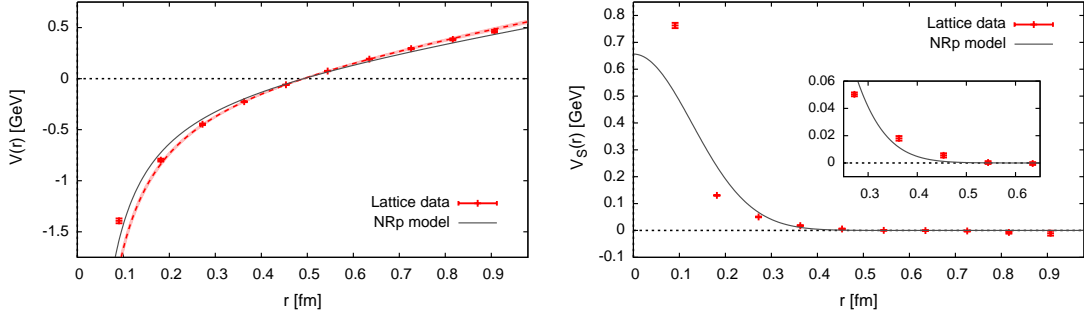 0.5
0
-0.5
-1
-1.5
V(r) [GeV]
0 0.1 0.2 0.3 0.4 0.5 0.6 0.7 0.8 0.9
r [fm]
Lattice data
NRp model
0.8
0.7
0.6
0.5
0.4
0.3
0.2
0.1
0
-0.1
V_S(r) [GeV]
0 0.1 0.2 0.3 0.4 0.5 0.6 0.7 0.8 0.9
r [fm]
Lattice data
NRp model
0.06
0.04
0.02
0
0.3 0.4 0.5 0.6